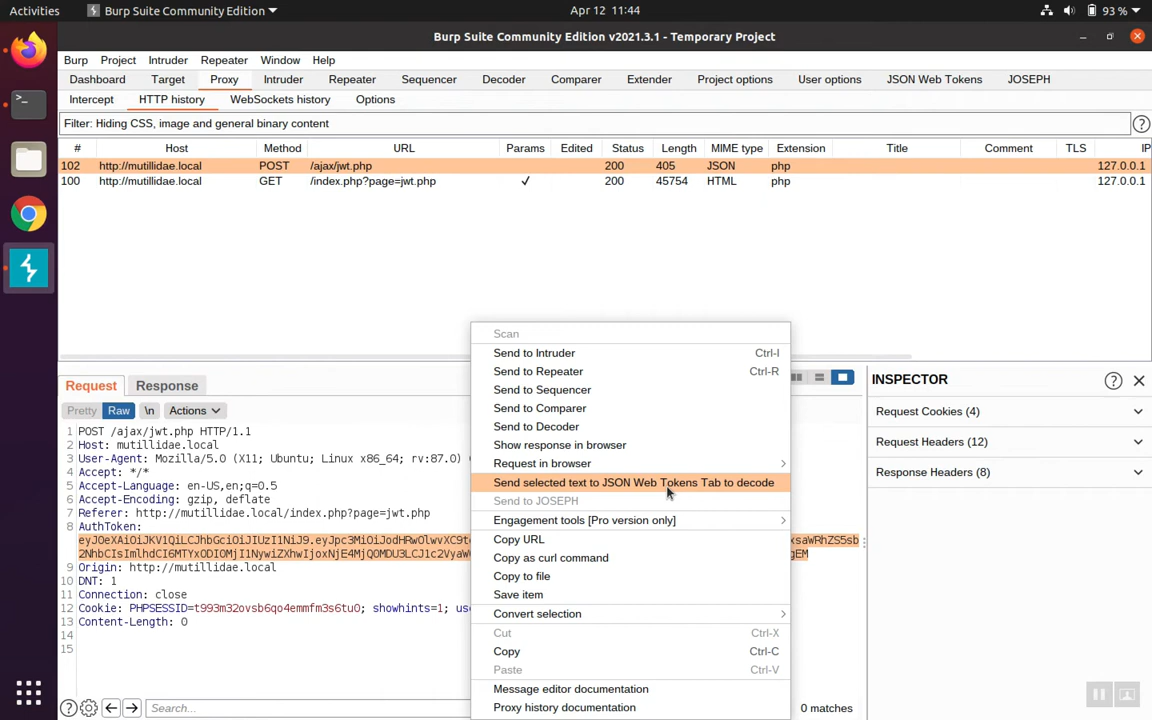 Activities Burp Suite Community Edition Apr 12 11:44 93 %
Burp Suite Community Edition v2021.3.1 - Temporary Project
Burp Project Intruder Repeater Window Help
Dashboard Target Proxy Intruder Repeater Sequencer Decoder Comparer Extender Project options User options JSON Web Tokens JOSEPH
Intercept HTTP history WebSockets history Options
Filter: Hiding CSS, image and general binary content
# Host Method URL Params Edited Status Length MIME type Extension Title Comment TLS IP
102 http://mutillidae.local POST /ajax/jwt.php 200 405 JSON php 127.0.0.1
100 http://mutillidae.local GET /index.php?page=jwt.php ✓ 200 45754 HTML php 127.0.0.1
Scan
Send to Intruder Ctrl-I
Send to Repeater Ctrl-R
Send to Sequencer
Send to Comparer
Send to Decoder
Show response in browser
Request in browser
Send selected text to JSON Web Tokens Tab to decode
Send to JOSEPH
Engagement tools [Pro version only]
Copy URL
Copy as curl command
Copy to file
Save item
Convert selection
Cut Ctrl-X
Copy Ctrl-C
Paste Ctrl-V
Message editor documentation
Proxy history documentation
Request Response
Pretty Raw \n Actions
1 POST /ajax/jwt.php HTTP/1.1
2 Host: mutillidae.local
3 User-Agent: Mozilla/5.0 (X11; Ubuntu; Linux x86_64; rv:87.0)
4 Accept: */*
5 Accept-Language: en-US,en;q=0.5
6 Accept-Encoding: gzip, deflate
7 Referer: http://mutillidae.local/index.php?page=jwt.php
8 AuthToken:
9 Origin: http://mutillidae.local
10 DNT: 1
11 Connection: close
12 Cookie: PHPSESSID=t993m32ovsb6qo4emmfm3s6tu0; showhints=1;
13 Content-Length: 0
14
15
Search... 0 matches
INSPECTOR
Request Cookies (4)
Request Headers (12)
Response Headers (8)